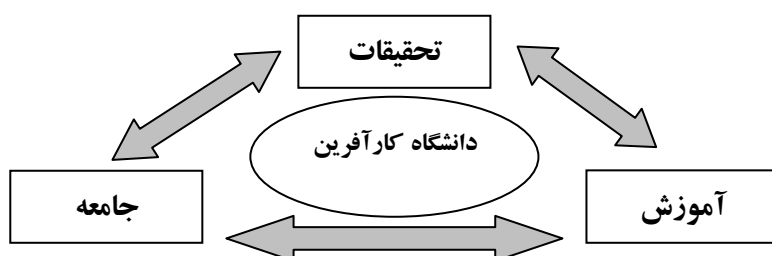 تحقیقات
دانشگاه کارآفرین
آموزش
جامعه